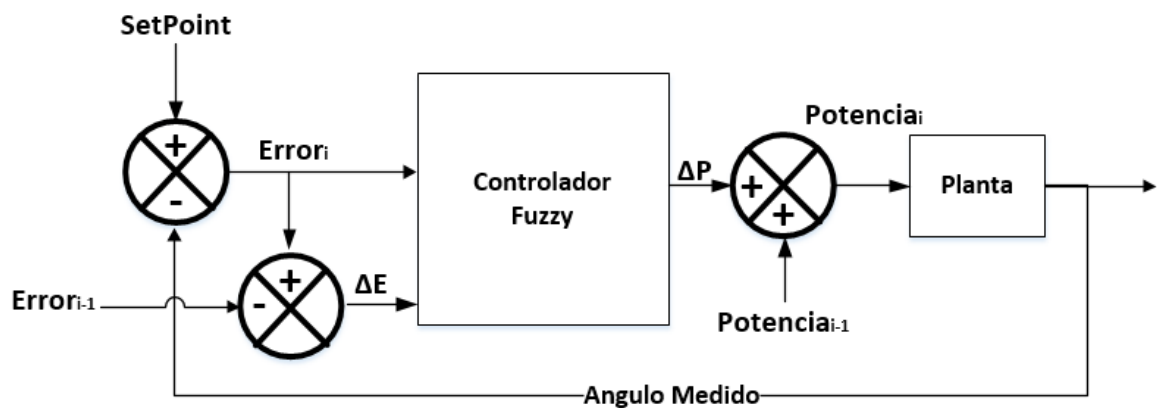 SetPoint
+
-
Errorᵢ
Controlador
Fuzzy
ΔP
+
+
Potenciaᵢ
Planta
Errorᵢ₋₁
+
-
ΔE
Potenciaᵢ₋₁
Angulo Medido